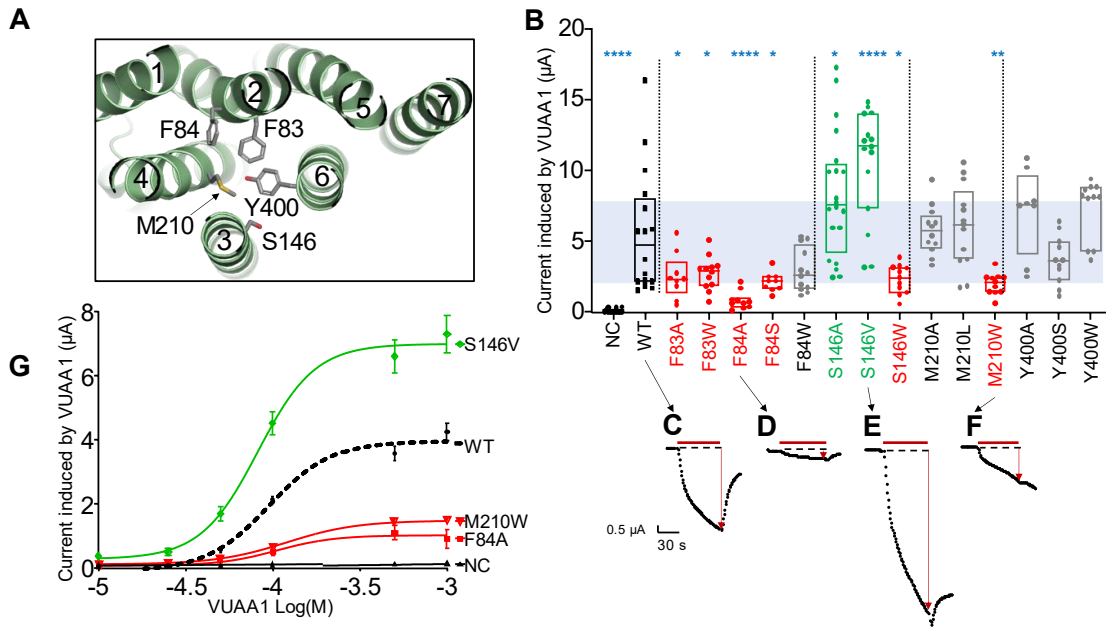 A
1
2
5
7
F84
F83
4
6
M210
Y400
3
S146
B
Current induced by VUAA1 (µA)
20
15
10
5
0
**** * * **** * * **** * **
NC
WT
F83A
F83W
F84A
F84S
F84W
S146A
S146V
S146W
M210A
M210L
M210W
Y400A
Y400S
Y400W
C
D
E
F
0.5 µA
30 s
G
Current induced by VUAA1 (µA)
8
6
4
2
0
-5
-4.5
-4
-3.5
-3
VUAA1 Log(M)
S146V
WT
M210W
F84A
NC